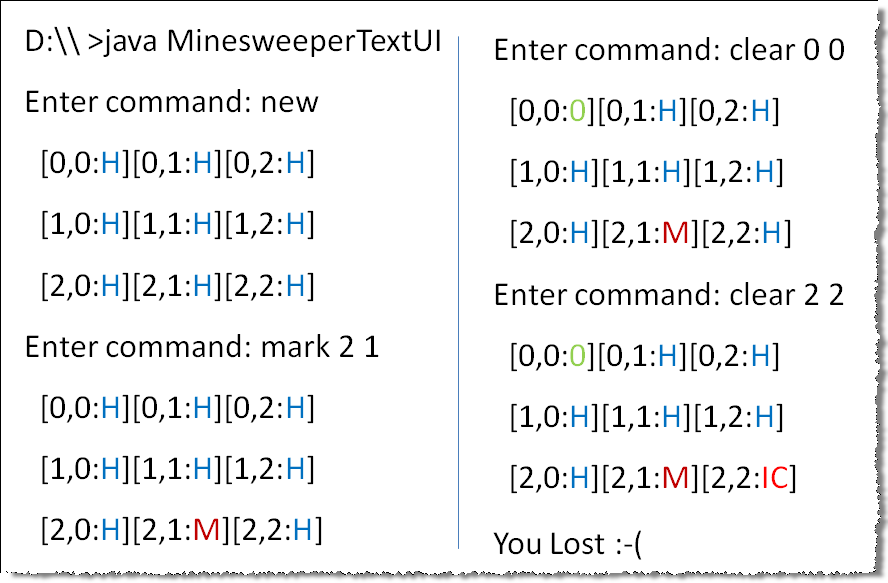 D:\\ >java MinesweeperTextUI
Enter command: new
[0,0:H][0,1:H][0,2:H]
[1,0:H][1,1:H][1,2:H]
[2,0:H][2,1:H][2,2:H]
Enter command: mark 2 1
[0,0:H][0,1:H][0,2:H]
[1,0:H][1,1:H][1,2:H]
[2,0:H][2,1:M][2,2:H]
Enter command: clear 0 0
[0,0:0][0,1:H][0,2:H]
[1,0:H][1,1:H][1,2:H]
[2,0:H][2,1:M][2,2:H]
Enter command: clear 2 2
[0,0:0][0,1:H][0,2:H]
[1,0:H][1,1:H][1,2:H]
[2,0:H][2,1:M][2,2:IC]
You Lost :-(